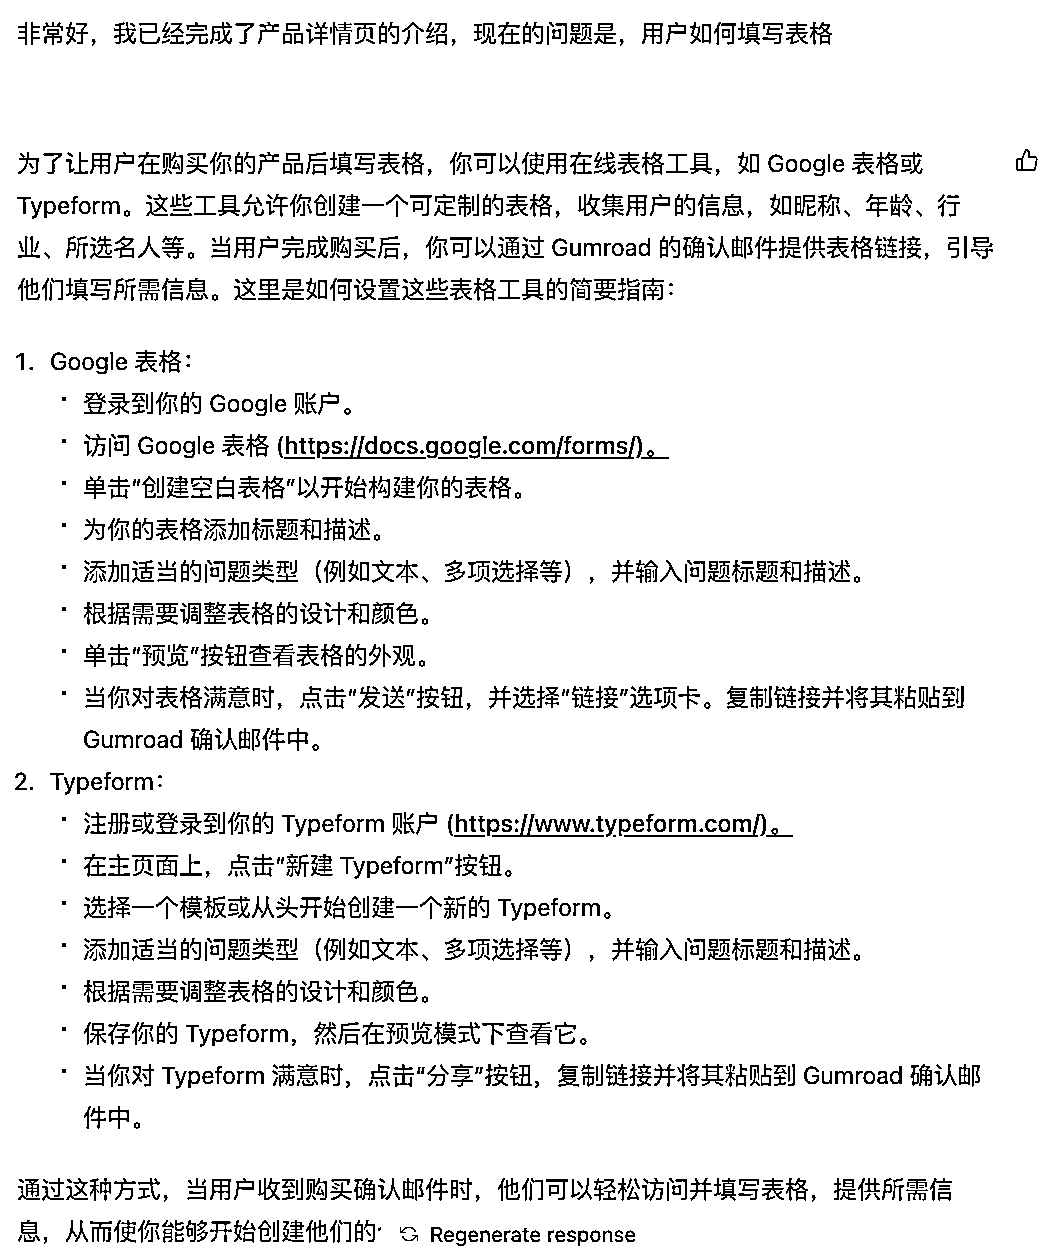 非常好，我已经完成了产品详情页的介绍，现在的问题是，用户如何填写表格
为了让用户在购买你的产品后填写表格，你可以使用在线表格工具，如 Google 表格或
Typeform。这些工具允许你创建一个可定制的表格，收集用户的信息，如昵称、年龄、行
业、所选名人等。当用户完成购买后，你可以通过 Gumroad 的确认邮件提供表格链接，引导
他们填写所需信息。这里是如何设置这些表格工具的简要指南：
1. Google 表格：
· 登录到你的 Google 账户。
· 访问 Google 表格 (https://docs.google.com/forms/)。
· 单击“创建空白表格”以开始构建你的表格。
· 为你的表格添加标题和描述。
· 添加适当的问题类型（例如文本、多项选择等），并输入问题标题和描述。
· 根据需要调整表格的设计和颜色。
· 单击“预览”按钮查看表格的外观。
· 当你对表格满意时，点击“发送”按钮，并选择“链接”选项卡。复制链接并将其粘贴到
Gumroad 确认邮件中。
2. Typeform：
· 注册或登录到你的 Typeform 账户 (https://www.typeform.com/)。
· 在主页面上，点击“新建 Typeform”按钮。
· 选择一个模板或从头开始创建一个新的 Typeform。
· 添加适当的问题类型（例如文本、多项选择等），并输入问题标题和描述。
· 根据需要调整表格的设计和颜色。
· 保存你的 Typeform，然后在预览模式下查看它。
· 当你对 Typeform 满意时，点击“分享”按钮，复制链接并将其粘贴到 Gumroad 确认邮
件中。
通过这种方式，当用户收到购买确认邮件时，他们可以轻松访问并填写表格，提供所需信
息，从而使你能够开始创建他们的 Regenerate response